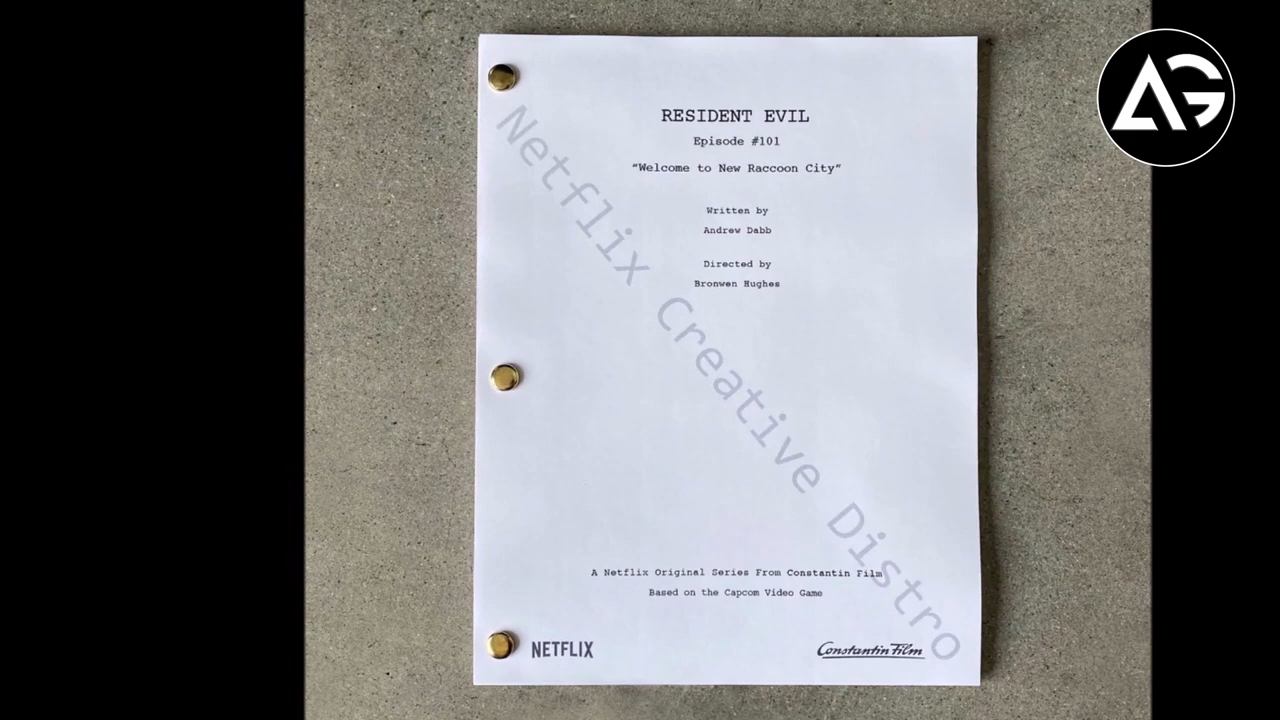 AG
RESIDENT EVIL
Episode #101
“Welcome to New Raccoon City”
Written by
Andrew Dabb
Directed by
Bronwen Hughes
Netflix Creative Distro
A Netflix Original Series From Constantin Film
Based on the Capcom Video Game
NETFLIX
Constantin Film